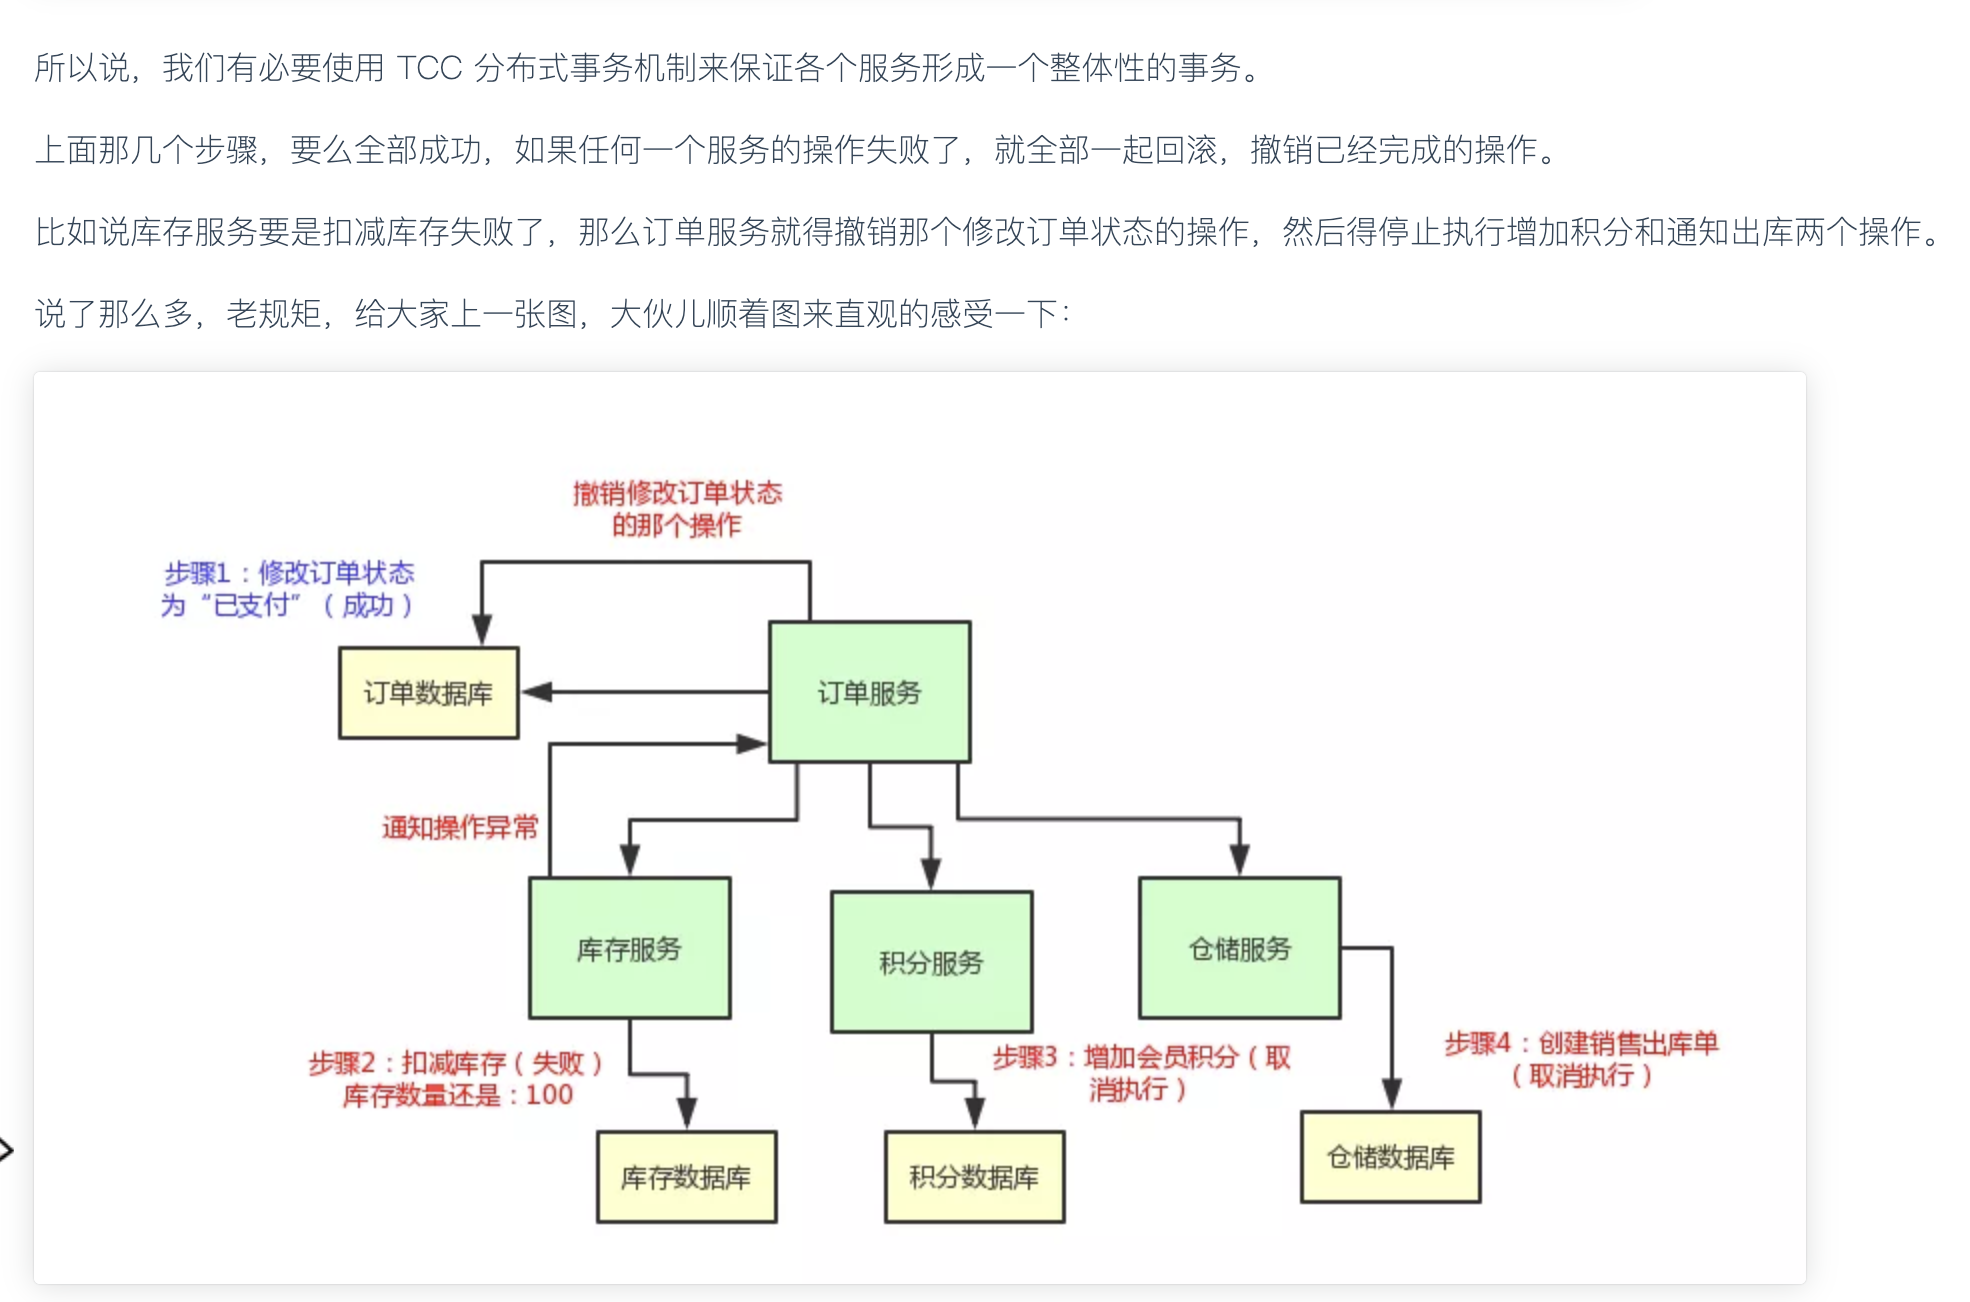 所以说，我们有必要使用 TCC 分布式事务机制来保证各个服务形成一个整体性的事务。
上面那几个步骤，要么全部成功，如果任何一个服务的操作失败了，就全部一起回滚，撤销已经完成的操作。
比如说库存服务要是扣减库存失败了，那么订单服务就得撤销那个修改订单状态的操作，然后得停止执行增加积分和通知出库两个操作。
说了那么多，老规矩，给大家上一张图，大伙儿顺着图来直观的感受一下：
撤销修改订单状态
的那个操作
步骤1：修改订单状态
为“已支付”（成功）
订单数据库
订单服务
通知操作异常
库存服务
积分服务
仓储服务
步骤2：扣减库存（失败）
库存数量还是：100
步骤3：增加会员积分（取
消执行）
步骤4：创建销售出库单
（取消执行）
库存数据库
积分数据库
仓储数据库